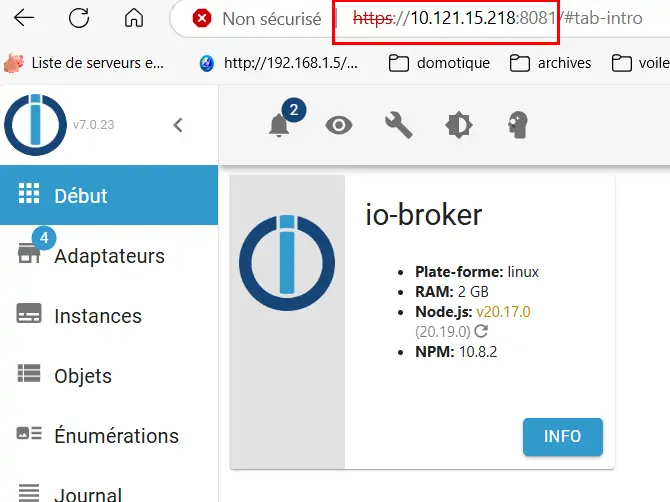 Non sécurisé https://10.121.15.218:8081/#tab-intro
Liste de serveurs e... http://192.168.1.5/... domotique archives voile
v7.0.23
2
Début
4
Adaptateurs
Instances
Objets
Énumérations
Journal
io-broker
Plate-forme: linux
RAM: 2 GB
Node.js: v20.17.0
(20.19.0)
NPM: 10.8.2
INFO